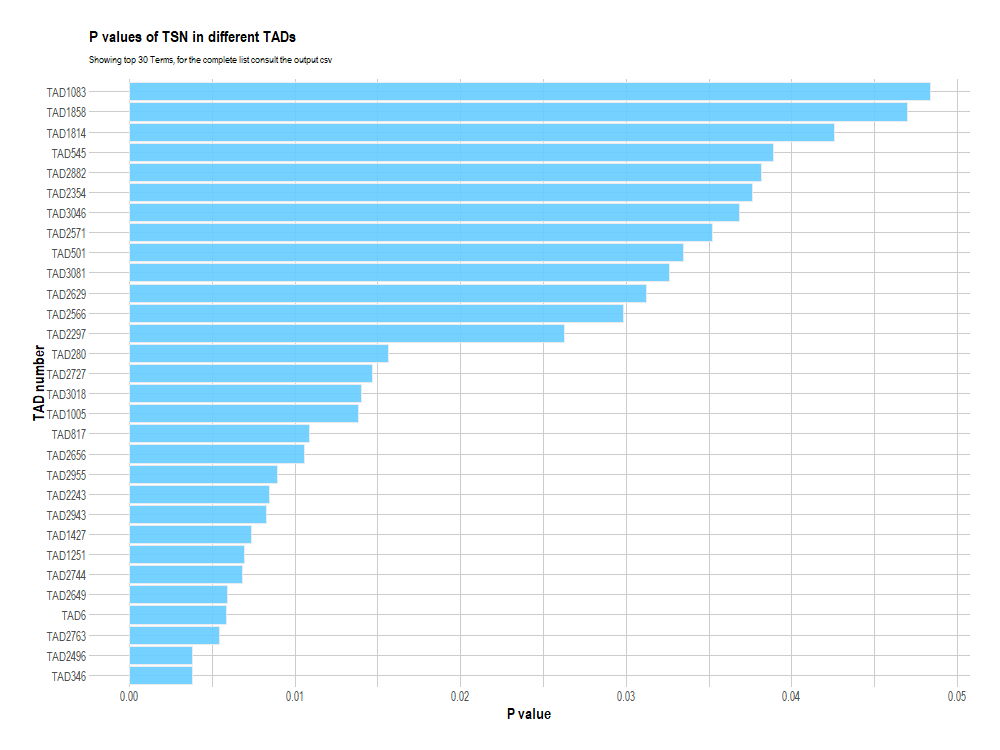 P values of TSN in different TADs
Showing top 30 Terms, for the complete list consult the output csv
TAD number
TAD1083
TAD1858
TAD1814
TAD545
TAD2882
TAD2354
TAD3046
TAD2571
TAD501
TAD3081
TAD2629
TAD2566
TAD2297
TAD280
TAD2727
TAD3018
TAD1005
TAD817
TAD2656
TAD2955
TAD2243
TAD2943
TAD1427
TAD1251
TAD2744
TAD2649
TAD6
TAD2763
TAD2496
TAD346
0.00 0.01 0.02 0.03 0.04 0.05
P value